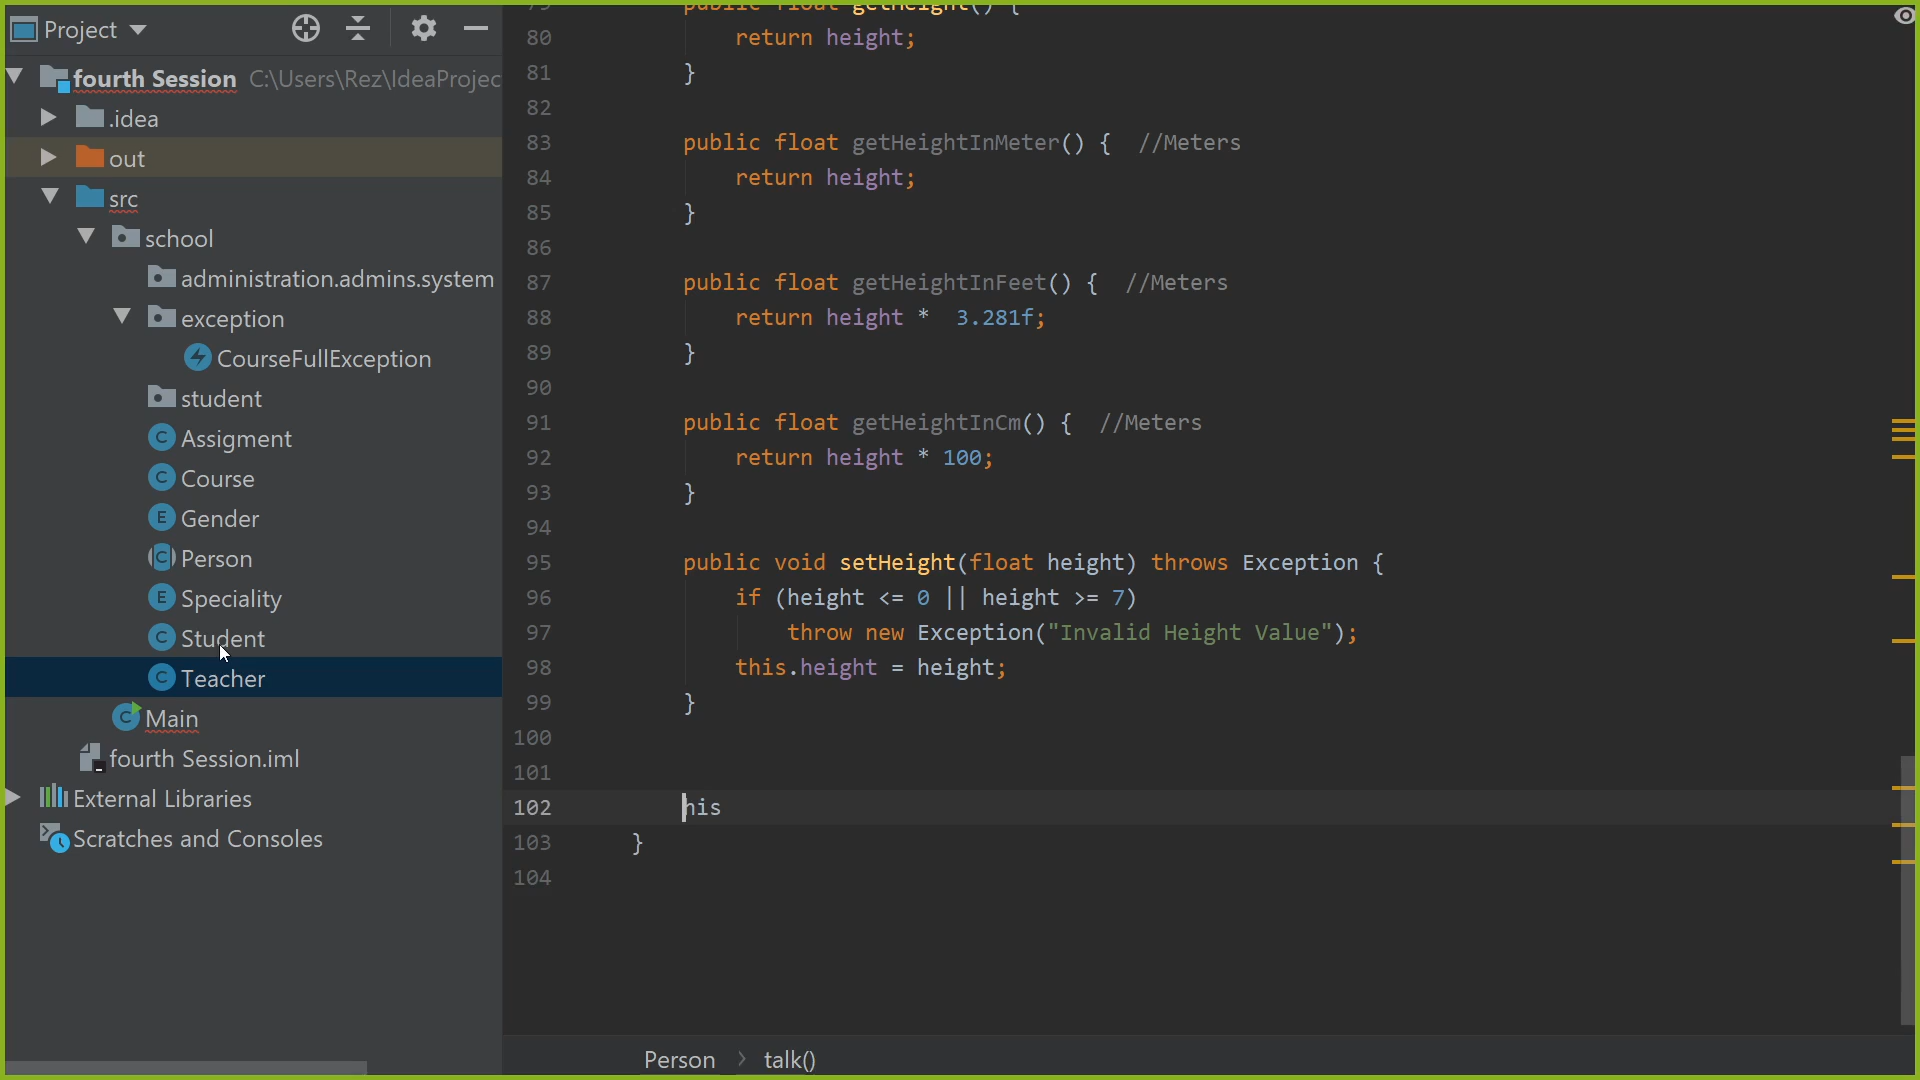 Project
fourth Session C:\Users\Rez\IdeaProjec
.idea
out
src
school
administration.admins.system
exception
CourseFullException
student
Assigment
Course
Gender
Person
Speciality
Student
Teacher
Main
fourth Session.iml
External Libraries
Scratches and Consoles
79 public float getHeight() {
80 return height;
81 }
82
83 public float getHeightInMeter() { //Meters
84 return height;
85 }
86
87 public float getHeightInFeet() { //Meters
88 return height * 3.281f;
89 }
90
91 public float getHeightInCm() { //Meters
92 return height * 100;
93 }
94
95 public void setHeight(float height) throws Exception {
96 if (height <= 0 || height >= 7)
97 throw new Exception("Invalid Height Value");
98 this.height = height;
99 }
100
101
102 his
103 }
104
Person > talk()